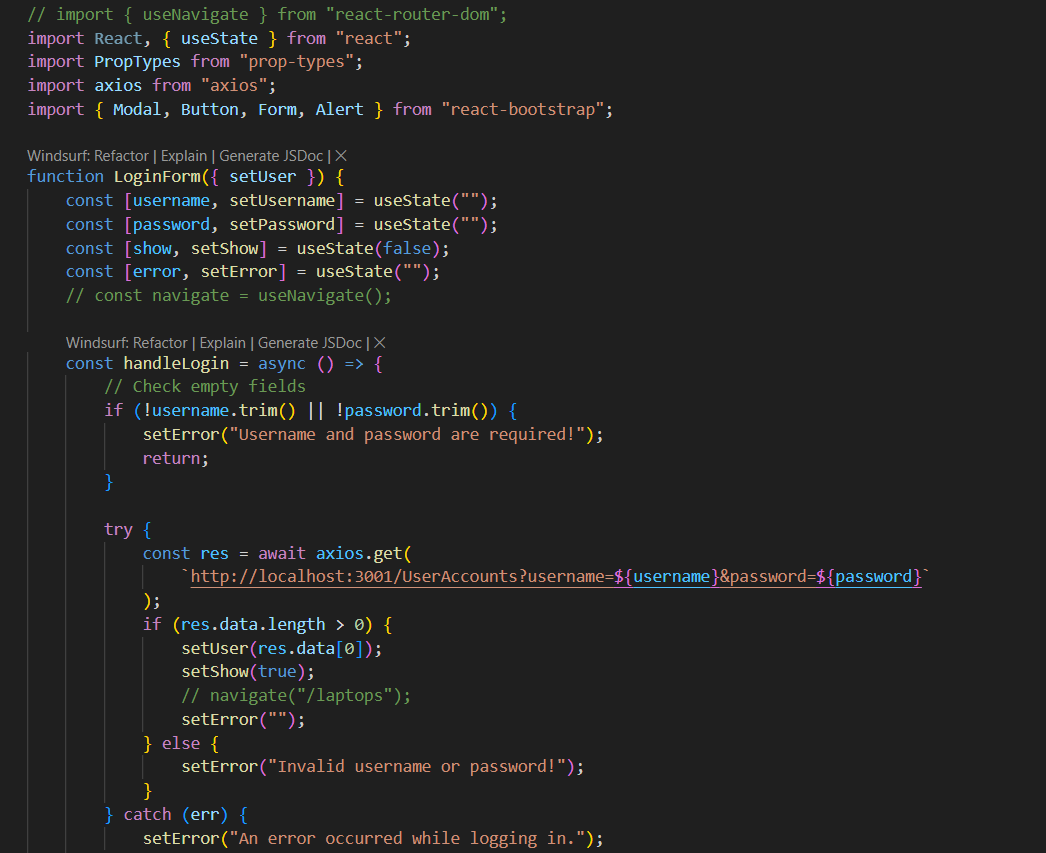 // import { useNavigate } from "react-router-dom";
import React, { useState } from "react";
import PropTypes from "prop-types";
import axios from "axios";
import { Modal, Button, Form, Alert } from "react-bootstrap";
Windsurf: Refactor | Explain | Generate JSDoc | ×
function LoginForm({ setUser }) {
const [username, setUsername] = useState("");
const [password, setPassword] = useState("");
const [show, setShow] = useState(false);
const [error, setError] = useState("");
// const navigate = useNavigate();
Windsurf: Refactor | Explain | Generate JSDoc | ×
const handleLogin = async () => {
// Check empty fields
if (!username.trim() || !password.trim()) {
setError("Username and password are required!");
return;
}
try {
const res = await axios.get(
`http://localhost:3001/UserAccounts?username=${username}&password=${password}`
);
if (res.data.length > 0) {
setUser(res.data[0]);
setShow(true);
// navigate("/laptops");
setError("");
} else {
setError("Invalid username or password!");
}
} catch (err) {
setError("An error occurred while logging in.");